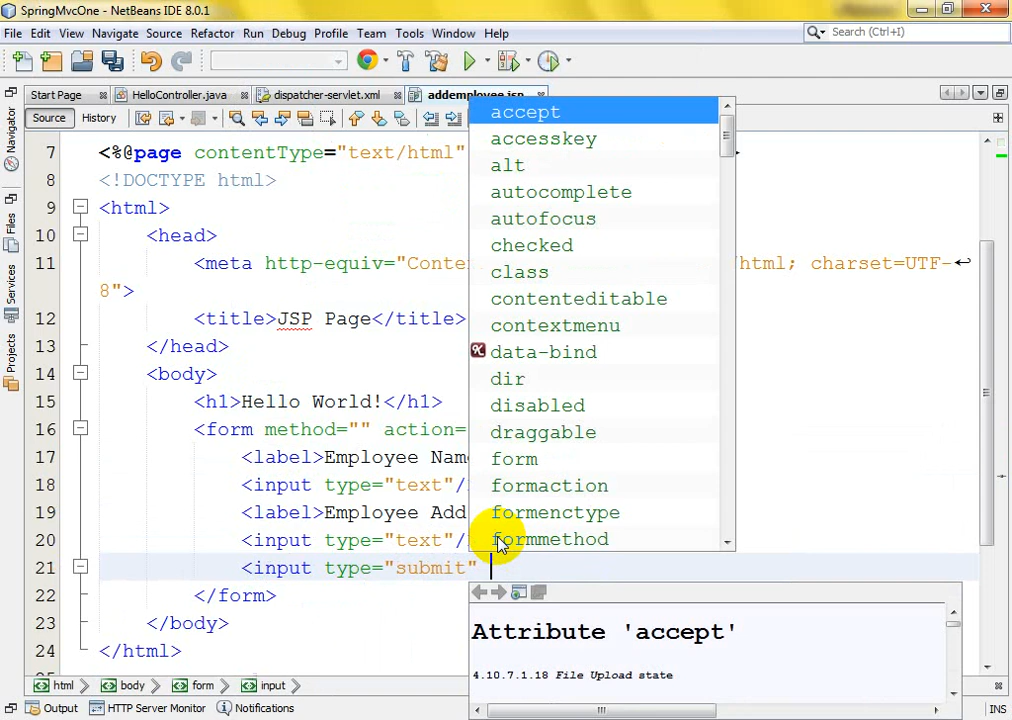 SpringMvcOne - NetBeans IDE 8.0.1
File Edit View Navigate Source Refactor Run Debug Profile Team Tools Window Help
Search (Ctrl+I)
Start Page HelloController.java dispatcher-servlet.xml addemployee.jsp
Source History
Navigator
Files
Services
Projects
7 <%@page contentType="text/html"
8 <!DOCTYPE html>
9 <html>
10 <head>
11 <meta http-equiv="Conte /html; charset=UTF-
8">
12 <title>JSP Page</title>
13 </head>
14 <body>
15 <h1>Hello World!</h1>
16 <form method="" action=
17 <label>Employee Nam
18 <input type="text"/
19 <label>Employee Add
20 <input type="text"/
21 <input type="submit"
22 </form>
23 </body>
24 </html>
accept
accesskey
alt
autocomplete
autofocus
checked
class
contenteditable
contextmenu
data-bind
dir
disabled
draggable
form
formaction
formenctype
formmethod
Attribute 'accept'
4.10.7.1.18 File Upload state
html body form input
Output HTTP Server Monitor Notifications
INS